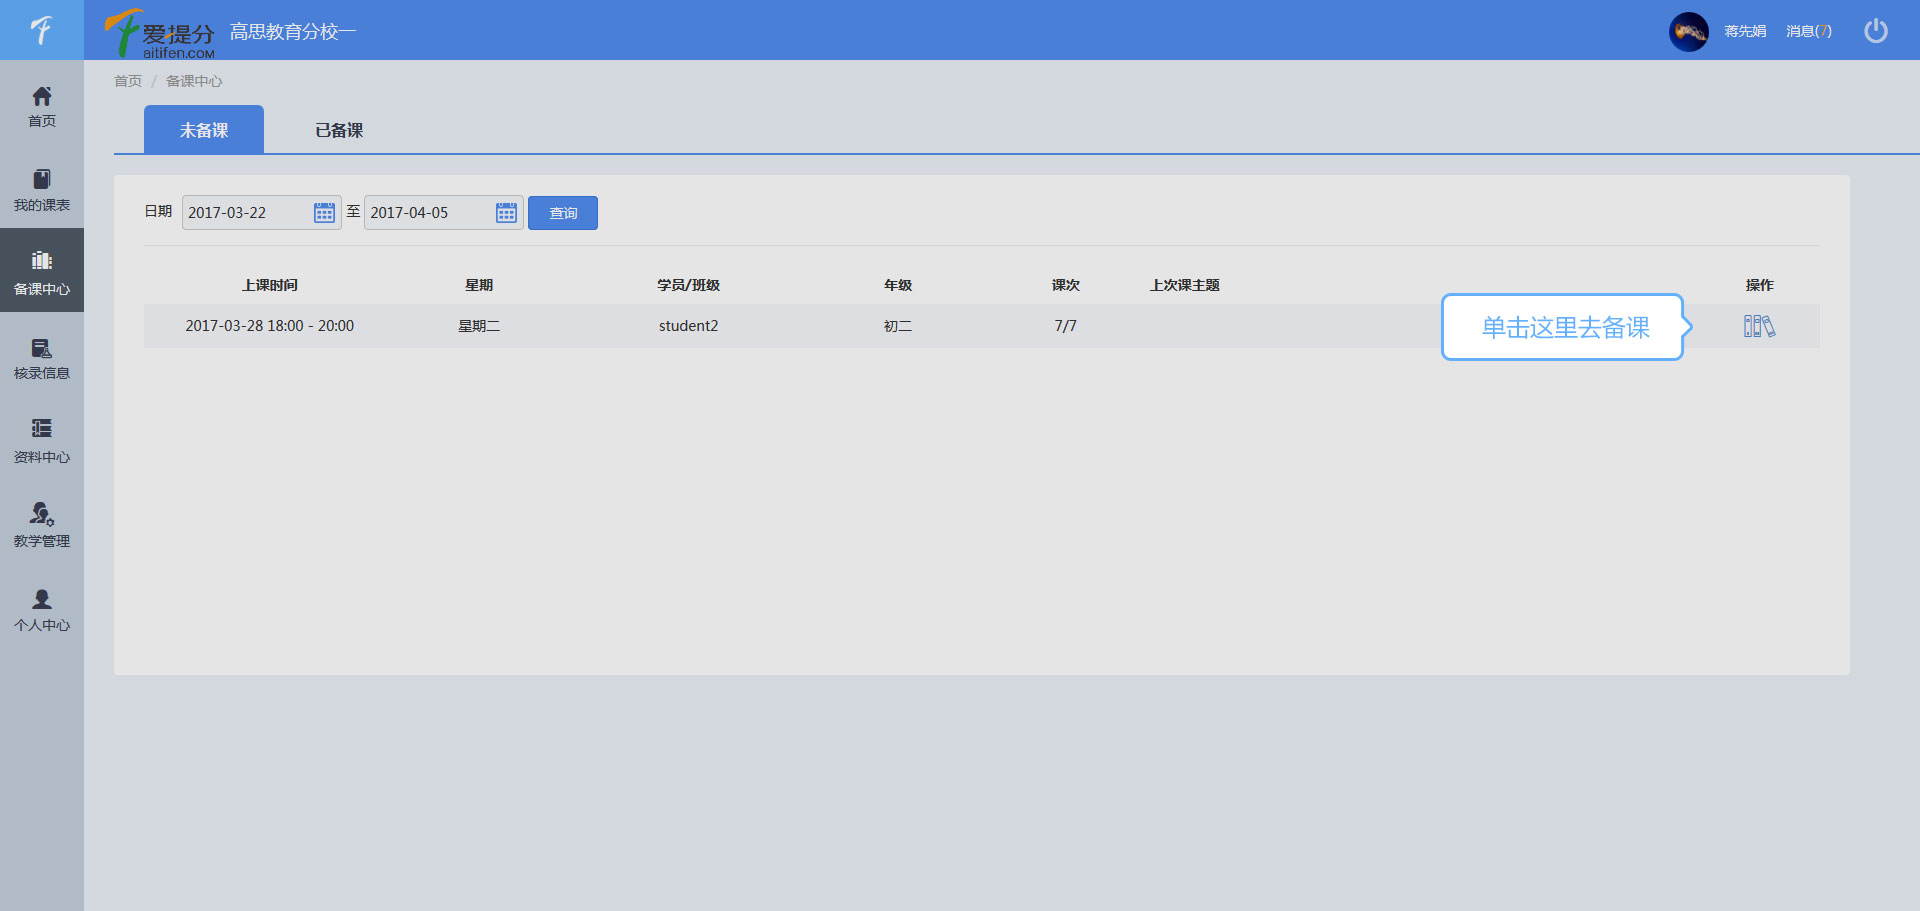 爱提分
aitifen.com
高思教育分校一
蒋先娟 消息(7)
首页
我的课表
备课中心
核录信息
资料中心
教学管理
个人中心
首页 / 备课中心
未备课 已备课
日期 2017-03-22 至 2017-04-05 查询
上课时间 星期 学员/班级 年级 课次 上次课主题 操作
2017-03-28 18:00 - 20:00 星期二 student2 初二 7/7
单击这里去备课